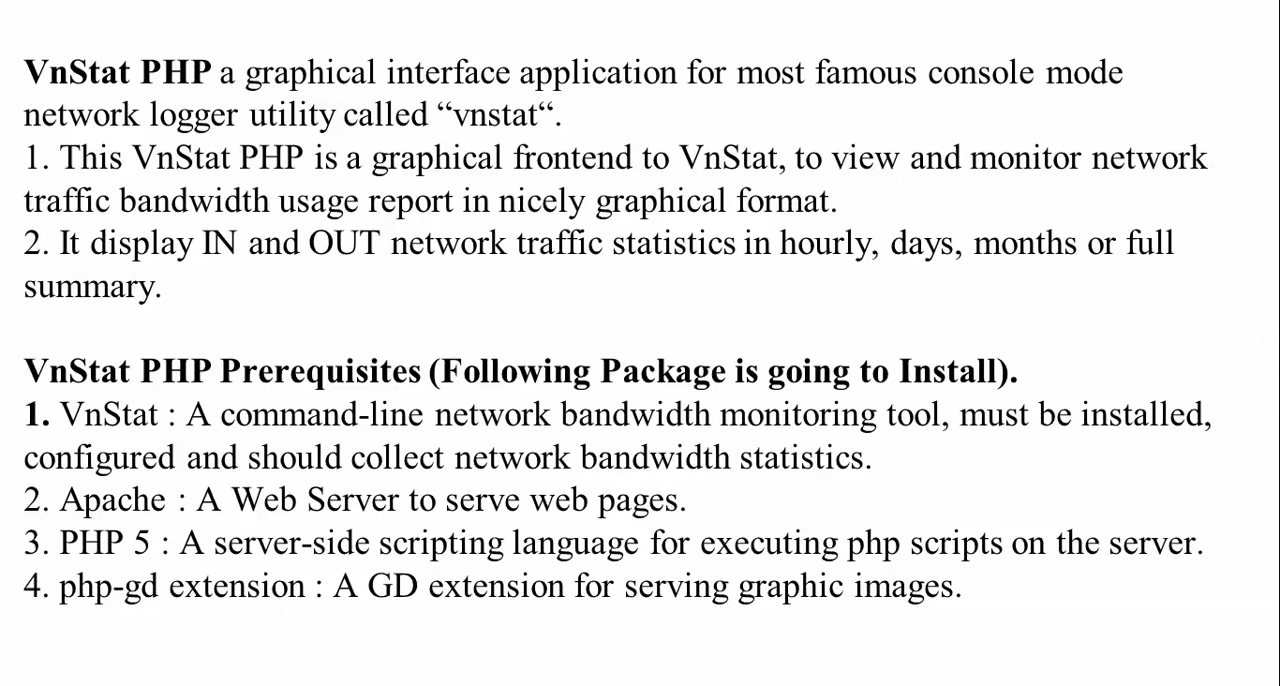 VnStat PHP a graphical interface application for most famous console mode
network logger utility called “vnstat“.
1. This VnStat PHP is a graphical frontend to VnStat, to view and monitor network
traffic bandwidth usage report in nicely graphical format.
2. It display IN and OUT network traffic statistics in hourly, days, months or full
summary.
VnStat PHP Prerequisites (Following Package is going to Install).
1. VnStat : A command-line network bandwidth monitoring tool, must be installed,
configured and should collect network bandwidth statistics.
2. Apache : A Web Server to serve web pages.
3. PHP 5 : A server-side scripting language for executing php scripts on the server.
4. php-gd extension : A GD extension for serving graphic images.